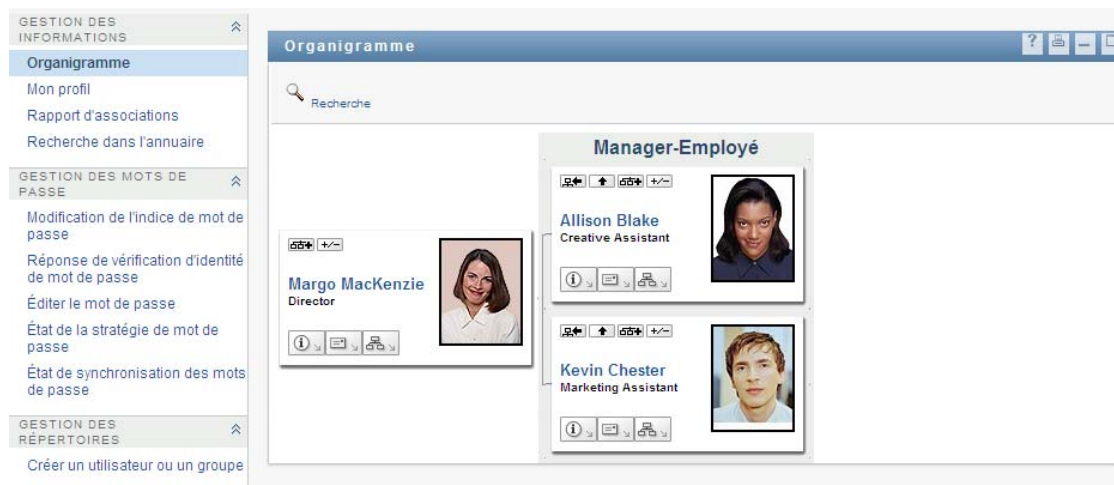 GESTION DES
INFORMATIONS
Organigramme
Mon profil
Rapport d'associations
Recherche dans l'annuaire
GESTION DES MOTS DE
PASSE
Modification de l'indice de mot de
passe
Réponse de vérification d'identité
de mot de passe
Éditer le mot de passe
État de la stratégie de mot de
passe
État de synchronisation des mots
de passe
GESTION DES
RÉPERTOIRES
Créer un utilisateur ou un groupe
Organigramme
?
Recherche
Manager-Employé
+/-
Margo MacKenzie
Director
+/-
Allison Blake
Creative Assistant
+/-
Kevin Chester
Marketing Assistant